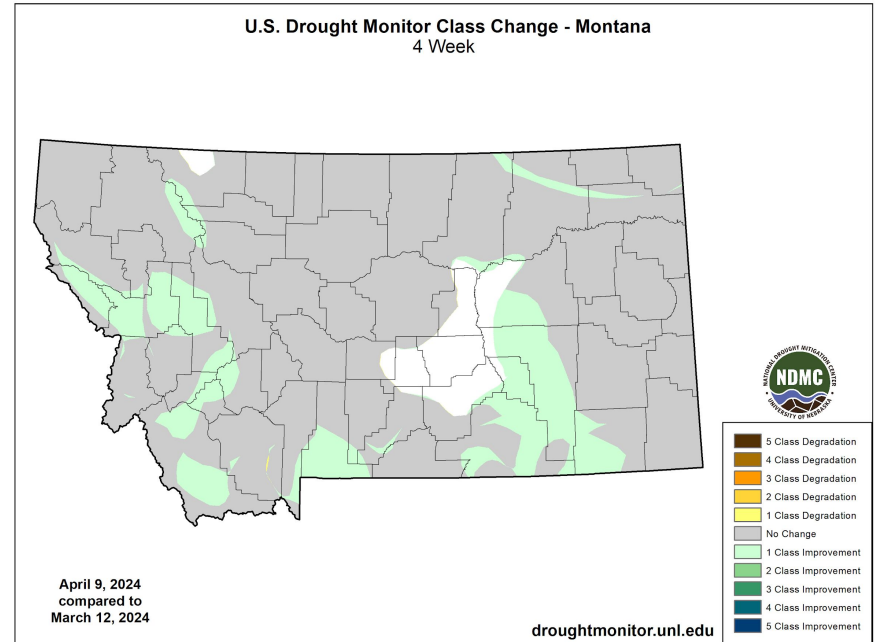 U.S. Drought Monitor Class Change - Montana
4 Week
NATIONAL DROUGHT MITIGATION CENTER
NDMC
UNIVERSITY OF NEBRASKA
5 Class Degradation
4 Class Degradation
3 Class Degradation
2 Class Degradation
1 Class Degradation
No Change
1 Class Improvement
2 Class Improvement
3 Class Improvement
4 Class Improvement
5 Class Improvement
April 9, 2024
compared to
March 12, 2024
droughtmonitor.unl.edu